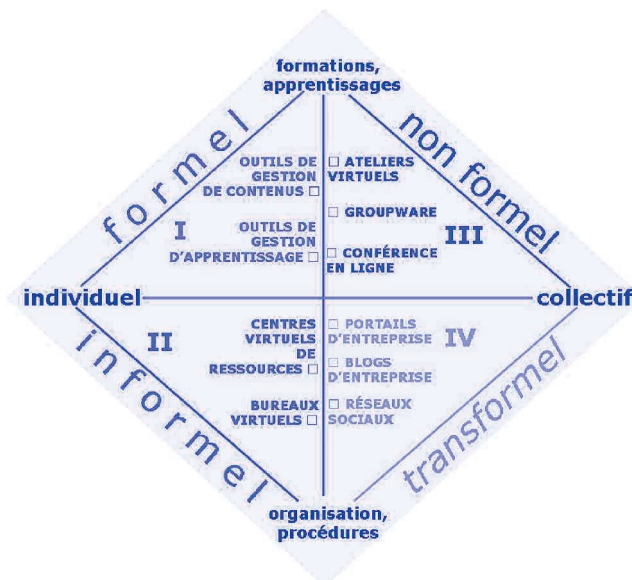 formations,
apprentissages
formel
non formel
OUTILS DE
GESTION
DE CONTENUS □
□ ATELIERS
VIRTUELS
□ GROUPWARE
I
OUTILS DE
GESTION
D'APPRENTISSAGE □
III
□ CONFÉRENCE
EN LIGNE
individuel
collectif
II
CENTRES
VIRTUELS
DE
RESSOURCES □
□ PORTAILS
D'ENTREPRISE
IV
□ BLOGS
D'ENTREPRISE
BUREAUX
VIRTUELS □
□ RÉSEAUX
SOCIAUX
informel
transformel
organisation,
procédures